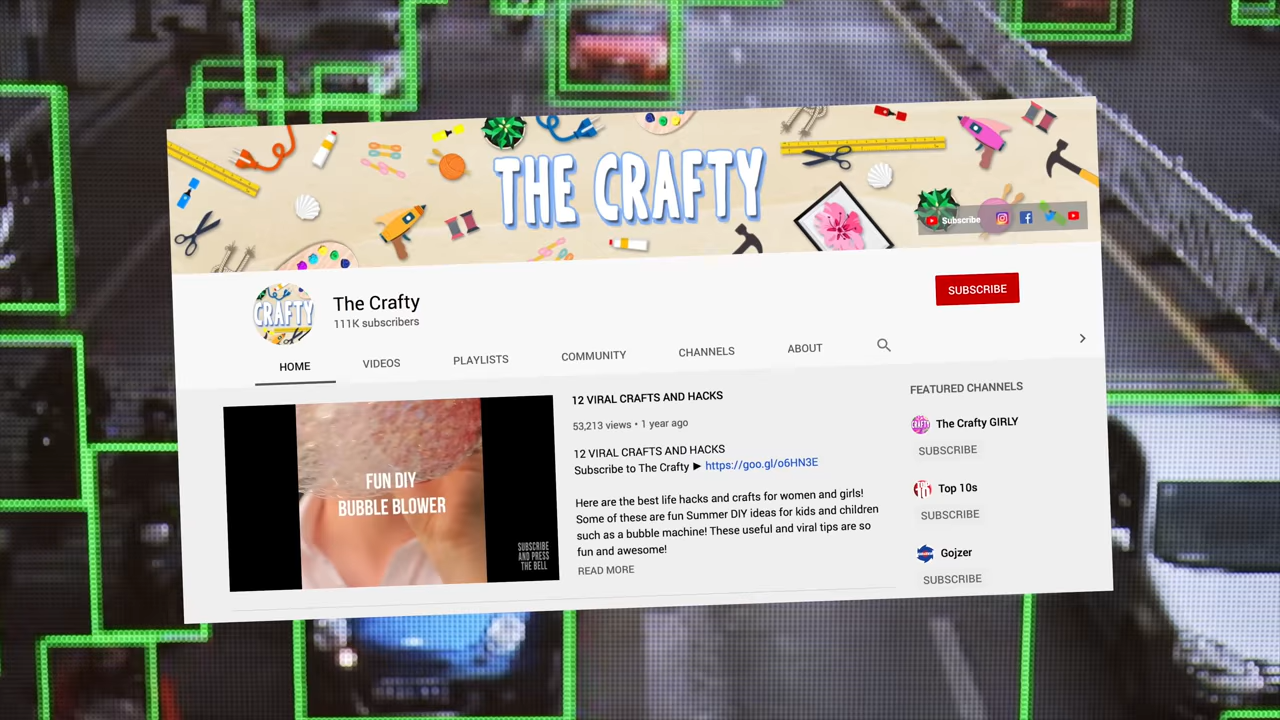 THE CRAFTY
Subscribe
CRAFTY
The Crafty
111K subscribers
SUBSCRIBE
HOME VIDEOS PLAYLISTS COMMUNITY CHANNELS ABOUT
FUN DIY
BUBBLE BLOWER
SUBSCRIBE
AND PRESS
THE BELL
12 VIRAL CRAFTS AND HACKS
53,213 views • 1 year ago
12 VIRAL CRAFTS AND HACKS
Subscribe to The Crafty ► https://goo.gl/o6HN3E
Here are the best life hacks and crafts for women and girls!
Some of these are fun Summer DIY ideas for kids and children
such as a bubble machine! These useful and viral tips are so
fun and awesome!
READ MORE
FEATURED CHANNELS
The Crafty GIRLY
SUBSCRIBE
Top 10s
SUBSCRIBE
Gojzer
SUBSCRIBE